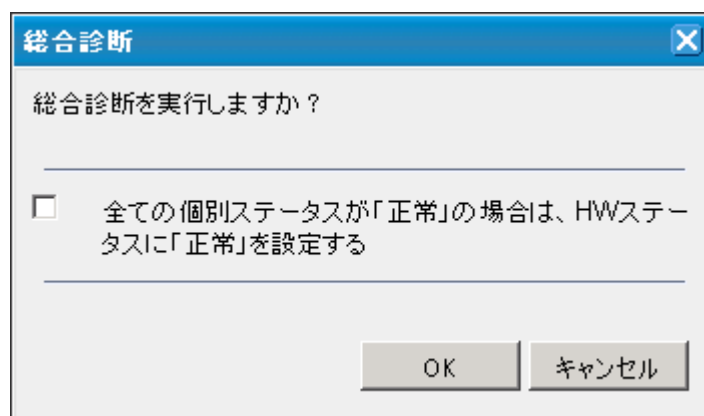 総合診断
総合診断を実行しますか？
全ての個別ステータスが「正常」の場合は、HWステー
タスに「正常」を設定する
OK
キャンセル